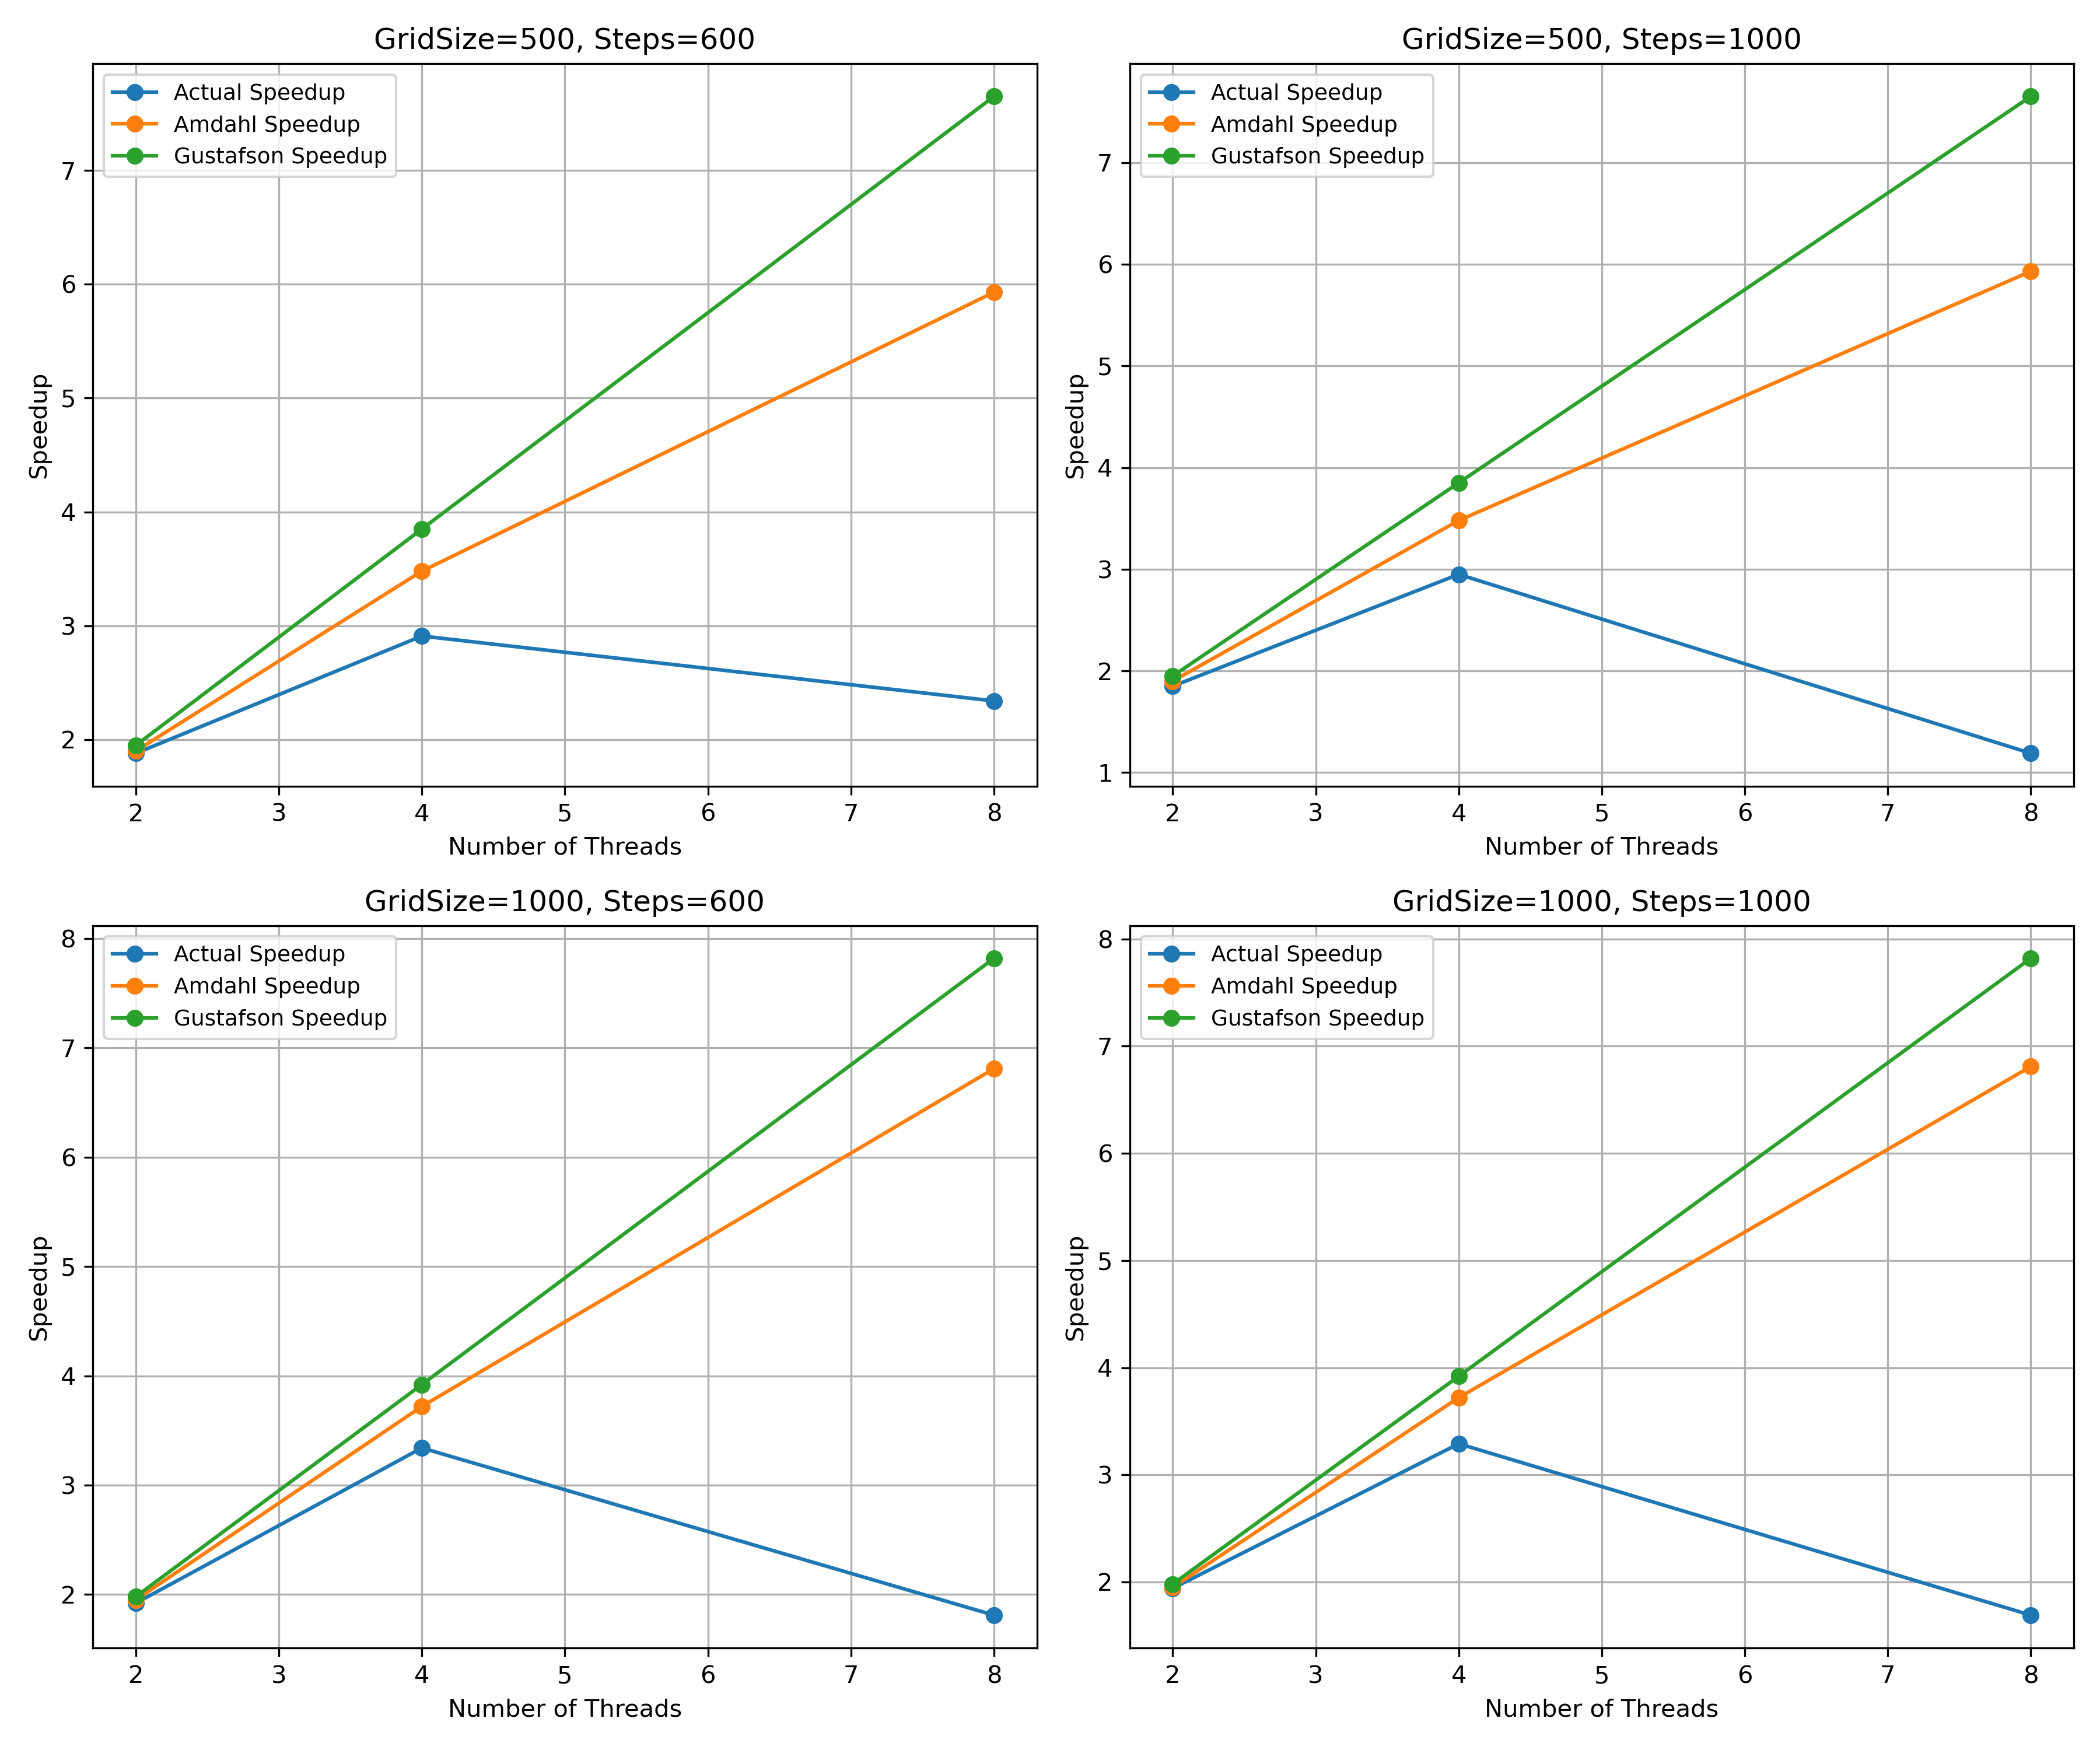 GridSize=500, Steps=600
Actual Speedup
Amdahl Speedup
Gustafson Speedup
7
6
5
4
3
2
Speedup
2 3 4 5 6 7 8
Number of Threads
GridSize=500, Steps=1000
Actual Speedup
Amdahl Speedup
Gustafson Speedup
7
6
5
4
3
2
1
Speedup
2 3 4 5 6 7 8
Number of Threads
GridSize=1000, Steps=600
Actual Speedup
Amdahl Speedup
Gustafson Speedup
8
7
6
5
4
3
2
Speedup
2 3 4 5 6 7 8
Number of Threads
GridSize=1000, Steps=1000
Actual Speedup
Amdahl Speedup
Gustafson Speedup
8
7
6
5
4
3
2
Speedup
2 3 4 5 6 7 8
Number of Threads